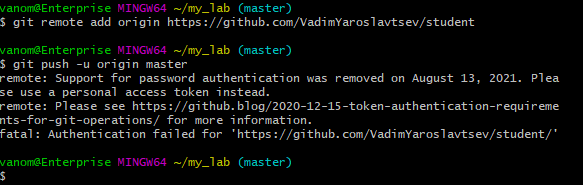 vanom@Enterprise MINGW64 ~/my_lab (master)
$ git remote add origin https://github.com/VadimYaroslavtsev/student
vanom@Enterprise MINGW64 ~/my_lab (master)
$ git push -u origin master
remote: Support for password authentication was removed on August 13, 2021. Plea
se use a personal access token instead.
remote: Please see https://github.blog/2020-12-15-token-authentication-requireme
nts-for-git-operations/ for more information.
fatal: Authentication failed for 'https://github.com/VadimYaroslavtsev/student/'
vanom@Enterprise MINGW64 ~/my_lab (master)
$